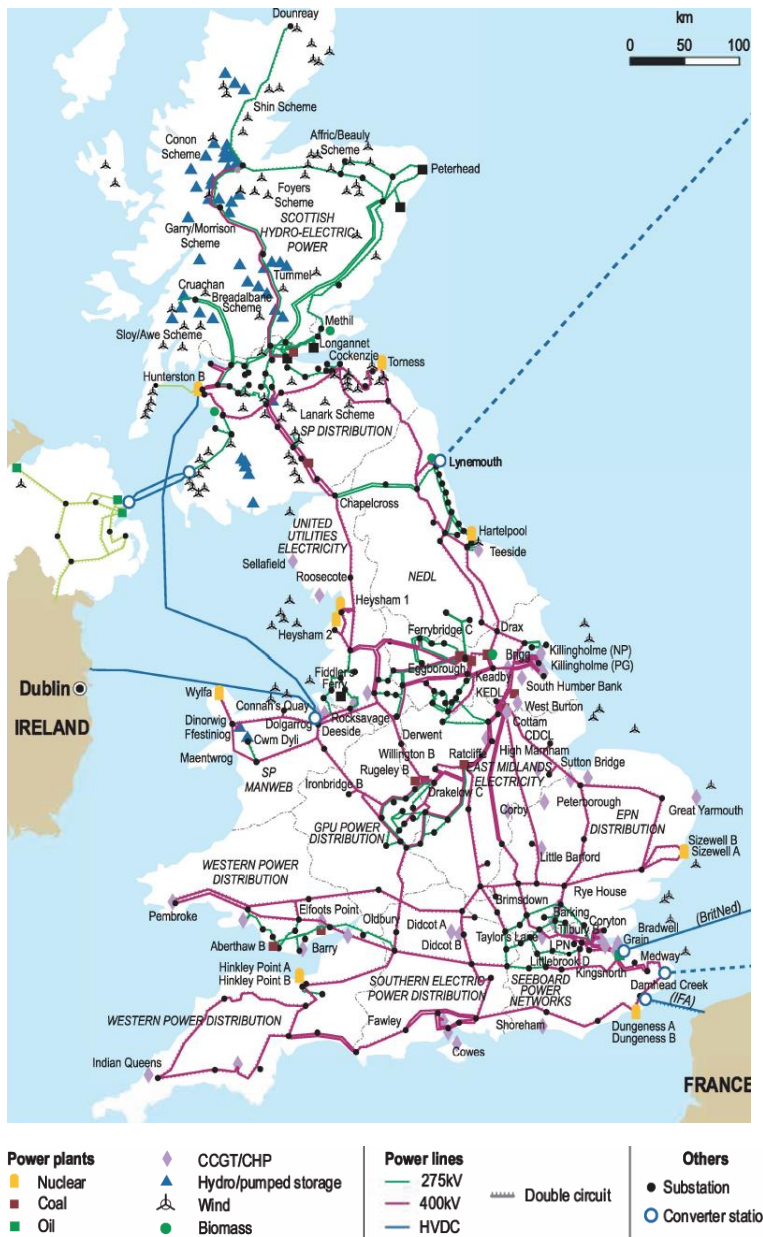 Dounreay
km
0 50 100
Shin Scheme
Conon
Scheme
Affric/Beauly
Scheme
Peterhead
Foyers
Scheme
SCOTTISH
HYDRO-ELECTRIC
POWER
Garry/Morrison
Scheme
Tummel
Cruachan
Breadalbane
Scheme
Sloy/Awe Scheme
Methil
Longannet
Cockenzie
Torness
Hunterston B
Lanark Scheme
SP DISTRIBUTION
Lynemouth
Chapelcross
Hartelpool
Teeside
UNITED
UTILITIES
ELECTRICITY
Sellafield
Roosecote
NEDL
Heysham 1
Heysham 2
Ferrybridge C
Drax
Eggborough
Brigg
Killingholme (NP)
Killingholme (PG)
Keadby
KEDL
South Humber Bank
Fiddler's
Ferry
Dublin
IRELAND
Wylfa
Connah's Quay
Rocksavage
Deeside
Dolgarrog
Dinorwig
Ffestiniog
Cwm Dyli
Maentwrog
West Burton
Cottam
CDCL
Derwent
High Marnham
Willington B
Ratcliffe
Sutton Bridge
SP
MANWEB
Ironbridge B
Rugeley B
EAST MIDLANDS
ELECTRICITY
Drakelow C
Peterborough
Great Yarmouth
Corby
EPN
DISTRIBUTION
GPU POWER
DISTRIBUTION
Sizewell B
Sizewell A
Little Barford
WESTERN POWER
DISTRIBUTION
Rye House
Brimsdown
Pembroke
Elfoots Point
Oldbury
Didcot A
Didcot B
Barking
Tilbury B
Coryton
Bradwell
(BritNed)
Taylor's Lane
LPN
Grain
Aberthaw B
Barry
Littlebrook D
Medway
Kingsnorth
Damhead Creek
(IFA)
Hinkley Point A
Hinkley Point B
SOUTHERN ELECTRIC
POWER DISTRIBUTION
SEEBOARD
POWER
NETWORKS
WESTERN POWER DISTRIBUTION
Fawley
Shoreham
Cowes
Dungeness A
Dungeness B
Indian Queens
FRANCE
Power plants
Nuclear
Coal
Oil
CCGT/CHP
Hydro/pumped storage
Wind
Biomass
Power lines
275kV
400kV
HVDC
Double circuit
Others
Substation
Converter statio